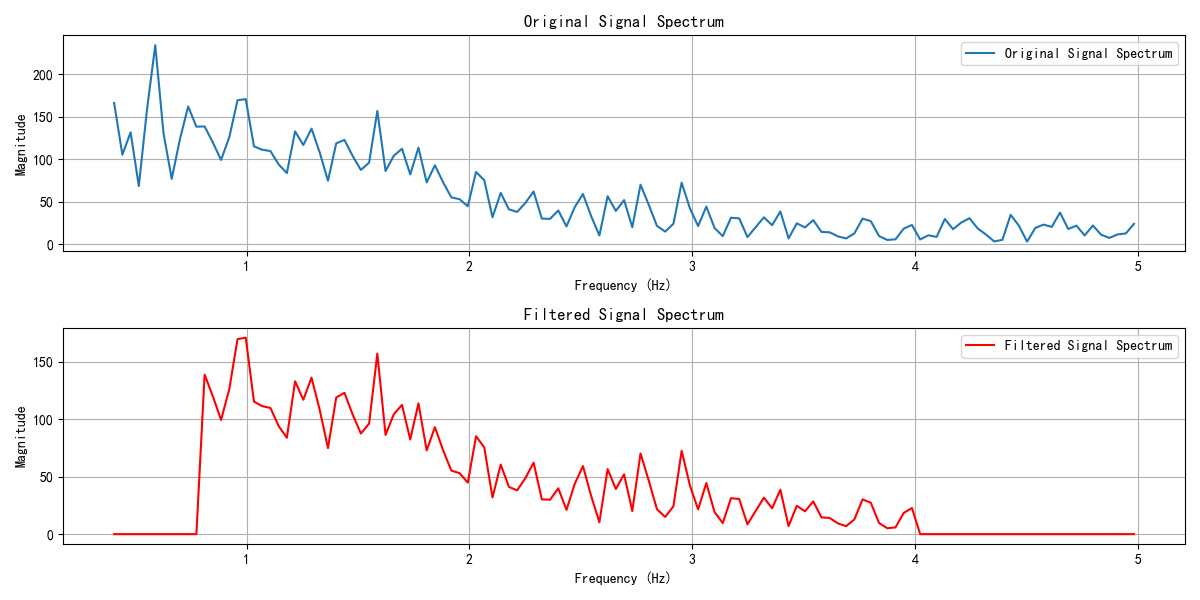 Original Signal Spectrum
Original Signal Spectrum
Magnitude
200
150
100
50
0
1 2 3 4 5
Frequency (Hz)
Filtered Signal Spectrum
Filtered Signal Spectrum
Magnitude
150
100
50
0
1 2 3 4 5
Frequency (Hz)